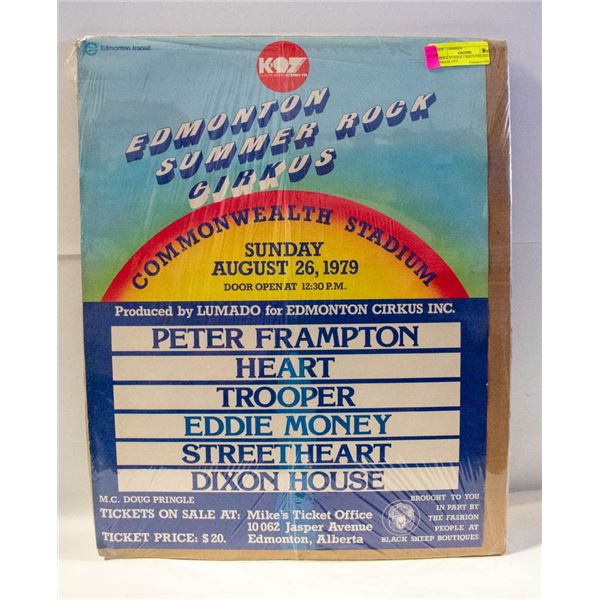 Edmonton transit
K97
EDMONTON
SUMMER ROCK
CIRKUS
COMMONWEALTH STADIUM
SUNDAY
AUGUST 26, 1979
DOOR OPEN AT 12:30 P.M.
Produced by LUMADO for EDMONTON CIRKUS INC.
PETER FRAMPTON
HEART
TROOPER
EDDIE MONEY
STREETHEART
DIXON HOUSE
M.C. DOUG PRINGLE
TICKETS ON SALE AT: Mike's Ticket Office
10 062 Jasper Avenue
TICKET PRICE: $20. Edmonton, Alberta
BROUGHT TO YOU
IN PART BY
THE FASHION
PEOPLE AT
BLACK SHEEP BOUTIQUES